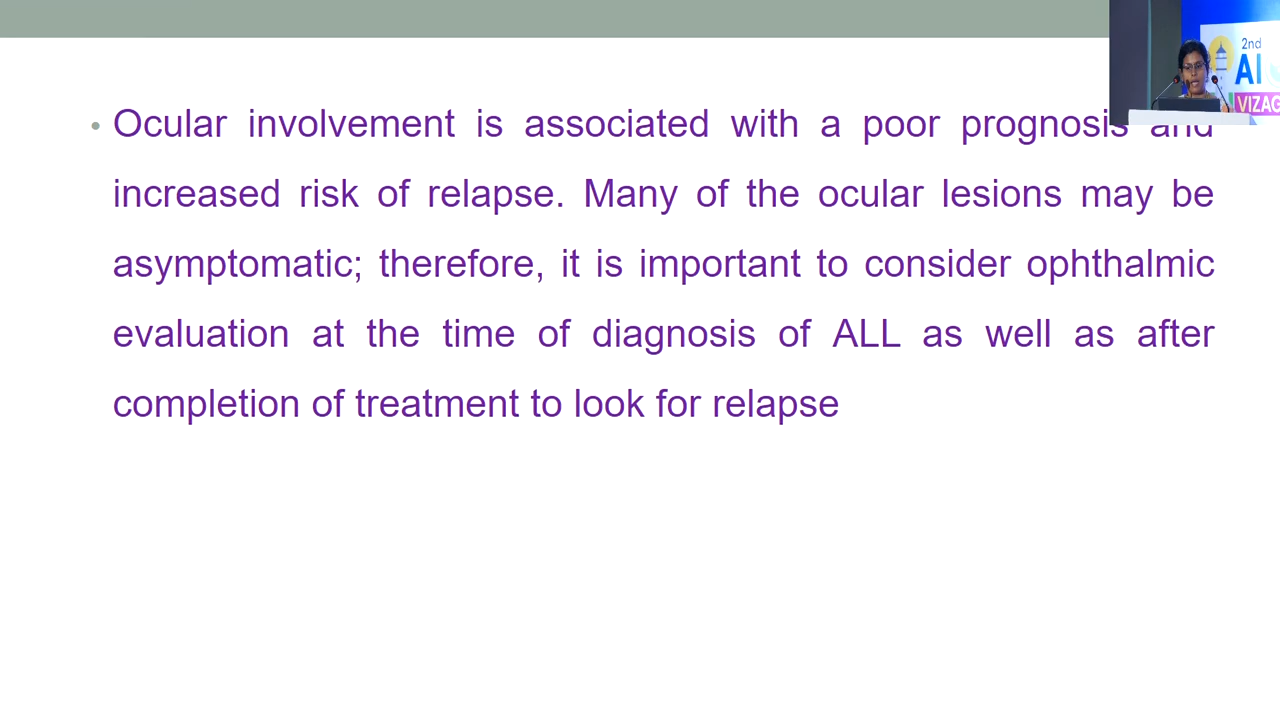 2nd
AI
VIZAG
• Ocular involvement is associated with a poor prognosis and
increased risk of relapse. Many of the ocular lesions may be
asymptomatic; therefore, it is important to consider ophthalmic
evaluation at the time of diagnosis of ALL as well as after
completion of treatment to look for relapse